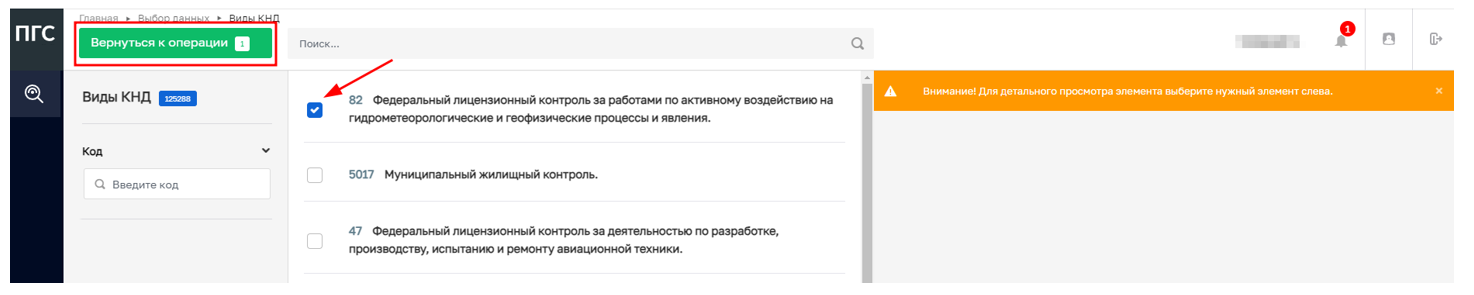 ПГС
Главная ▸ Выбор данных ▸ Виды КНД
Вернуться к операции 1
Поиск...
1
Виды КНД 125288
Код
Введите код
82 Федеральный лицензионный контроль за работами по активному воздействию на
гидрометеорологические и геофизические процессы и явления.
5017 Муниципальный жилищный контроль.
47 Федеральный лицензионный контроль за деятельностью по разработке,
производству, испытанию и ремонту авиационной техники.
Внимание! Для детального просмотра элемента выберите нужный элемент слева.